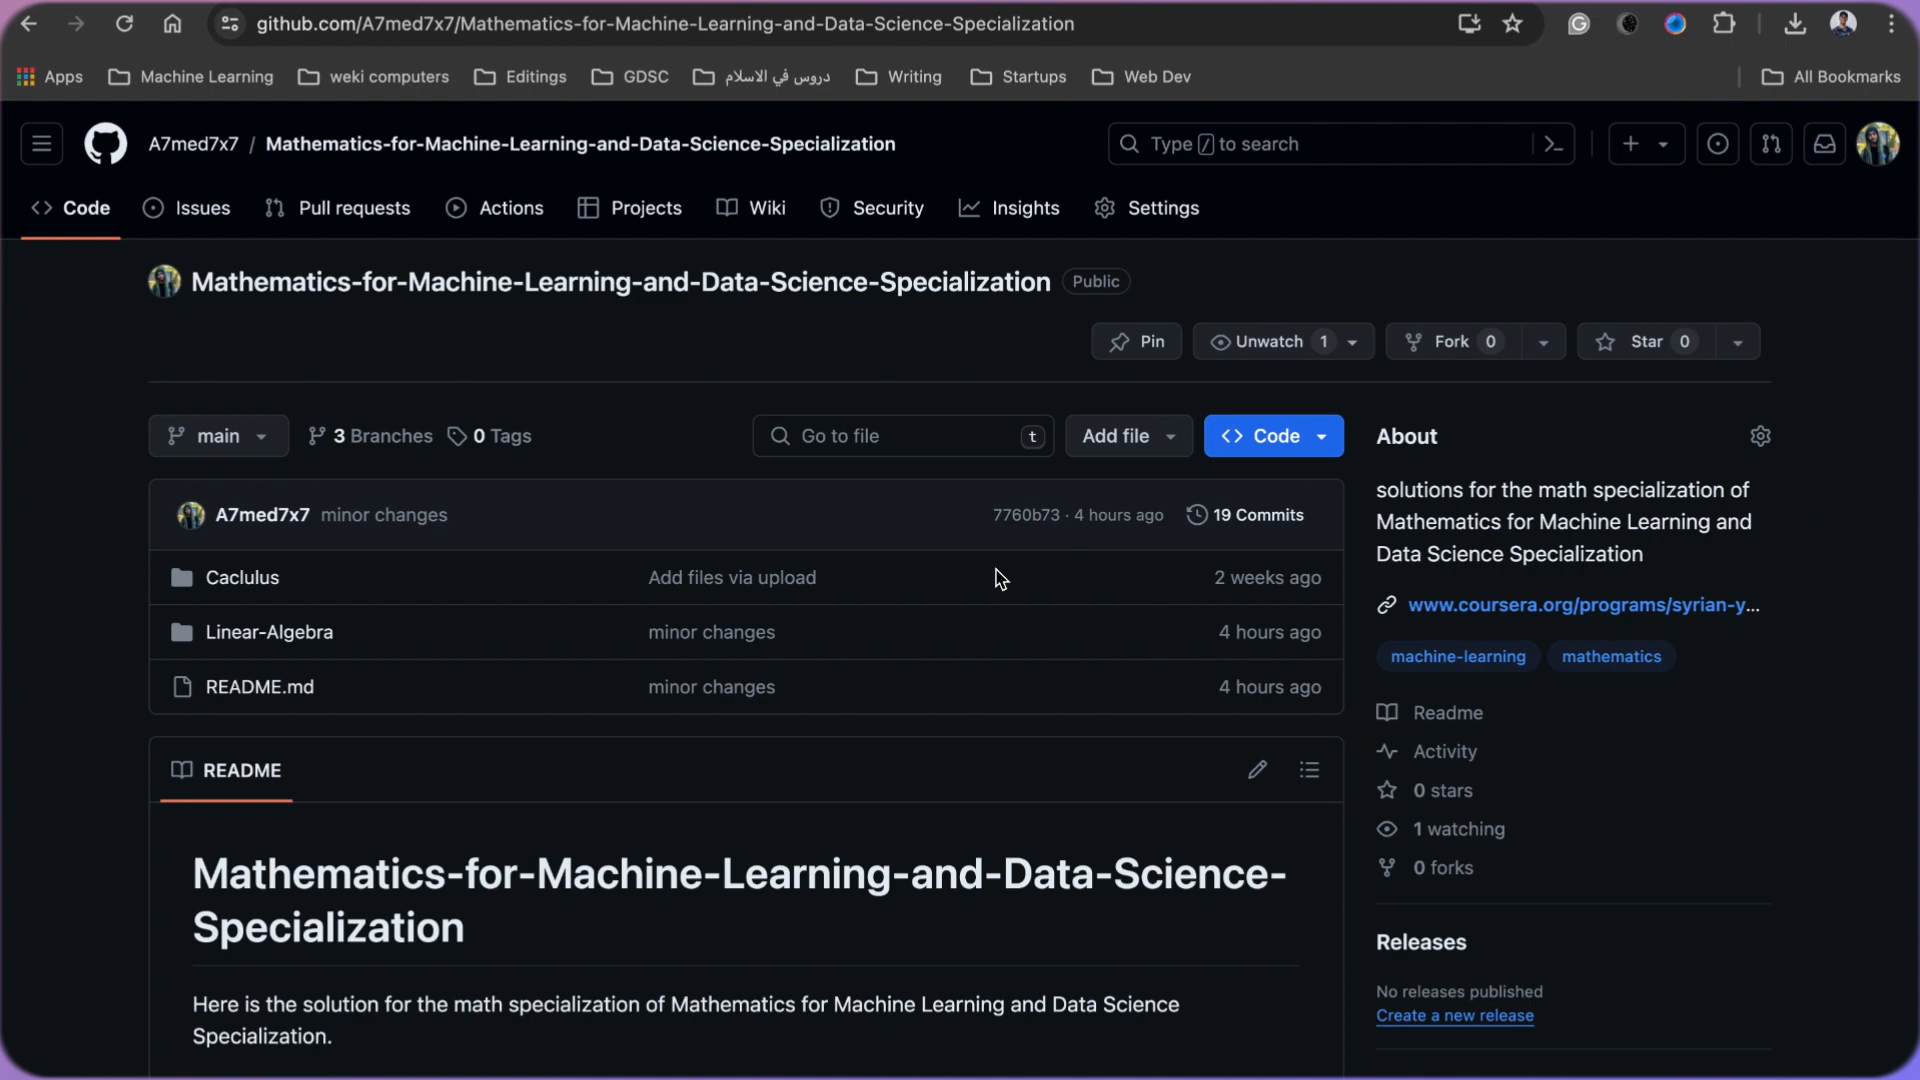 github.com/A7med7x7/Mathematics-for-Machine-Learning-and-Data-Science-Specialization
Apps Machine Learning weki computers Editings GDSC دروس في الاسلام Writing Startups Web Dev All Bookmarks
A7med7x7 / Mathematics-for-Machine-Learning-and-Data-Science-Specialization Type / to search
Code Issues Pull requests Actions Projects Wiki Security Insights Settings
Mathematics-for-Machine-Learning-and-Data-Science-Specialization Public
Pin Unwatch 1 Fork 0 Star 0
main 3 Branches 0 Tags Go to file t Add file Code
A7med7x7 minor changes 7760b73 · 4 hours ago 19 Commits
Caclulus Add files via upload 2 weeks ago
Linear-Algebra minor changes 4 hours ago
README.md minor changes 4 hours ago
README
Mathematics-for-Machine-Learning-and-Data-Science-
Specialization
Here is the solution for the math specialization of Mathematics for Machine Learning and Data Science
Specialization.
About
solutions for the math specialization of
Mathematics for Machine Learning and
Data Science Specialization
www.coursera.org/programs/syrian-y...
machine-learning mathematics
Readme
Activity
0 stars
1 watching
0 forks
Releases
No releases published
Create a new release